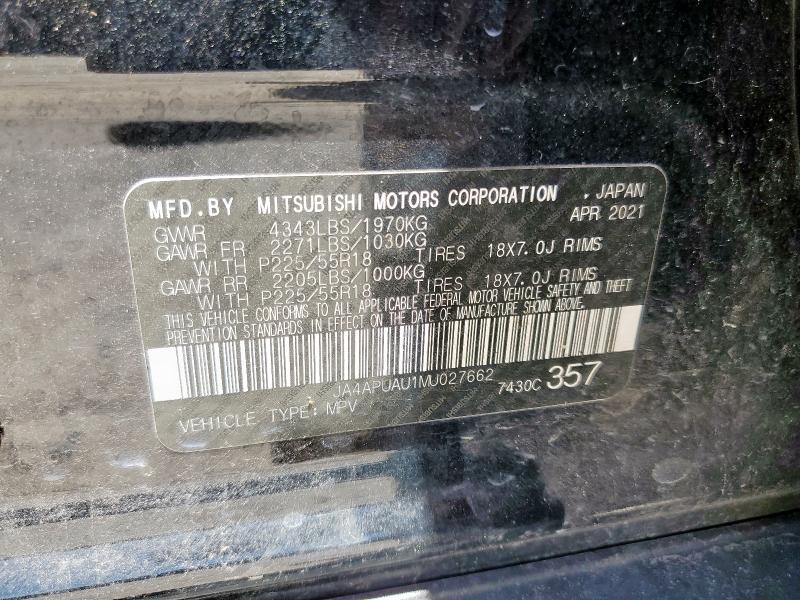 MFD.BY MITSUBISHI MOTORS CORPORATION , JAPAN
APR 2021
GWWR 4343LBS/1970KG
GAWR FR 2271LBS/1030KG
WITH P225/55R18 TIRES 18X7.0J RIMS
GAWR RR 2205LBS/1000KG
WITH P225/55R18 TIRES 18X7.0J RIMS
THIS VEHICLE CONFORMS TO ALL APPLICABLE FEDERAL MOTOR VEHICLE SAFETY AND THEFT
PREVENTION STANDARDS IN EFFECT ON THE DATE OF MANUFACTURE SHOWN ABOVE.
JA4APUAU1MU027662
7430C 357
VEHICLE TYPE: MPV